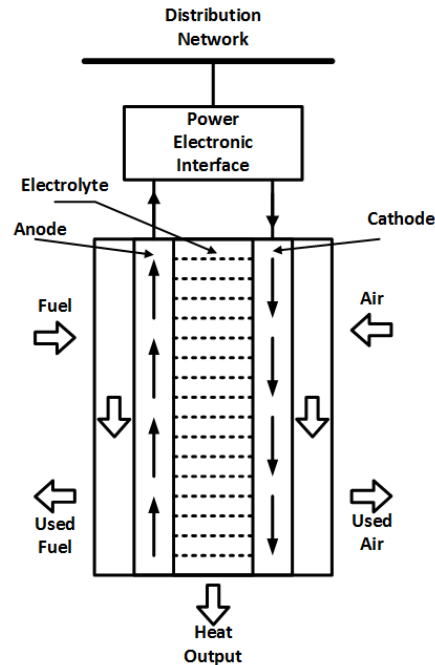 Distribution
Network
Power
Electronic
Interface
Electrolyte
Anode
Cathode
Fuel
Air
Used
Fuel
Used
Air
Heat
Output